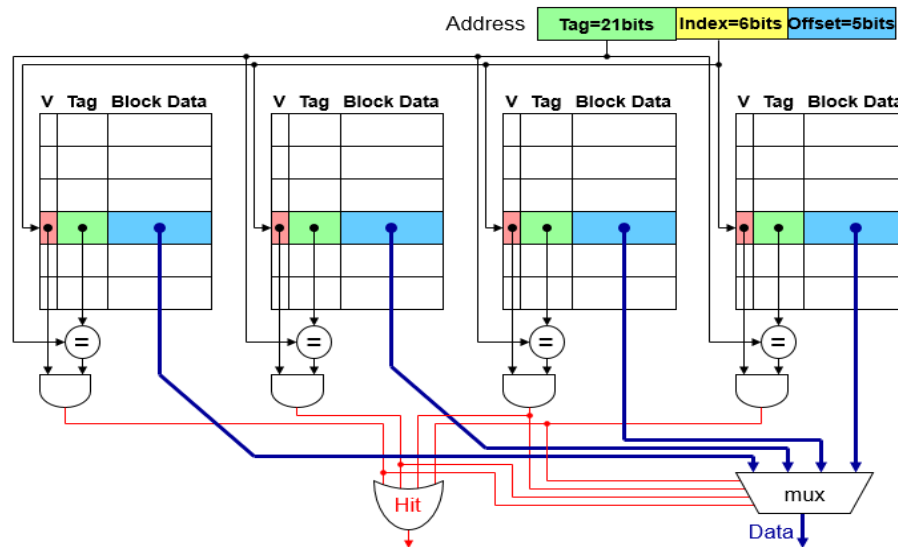 Address Tag=21bits Index=6bits Offset=5bits
V Tag Block Data V Tag Block Data V Tag Block Data V Tag Block Data
= = = =
Hit mux
Data